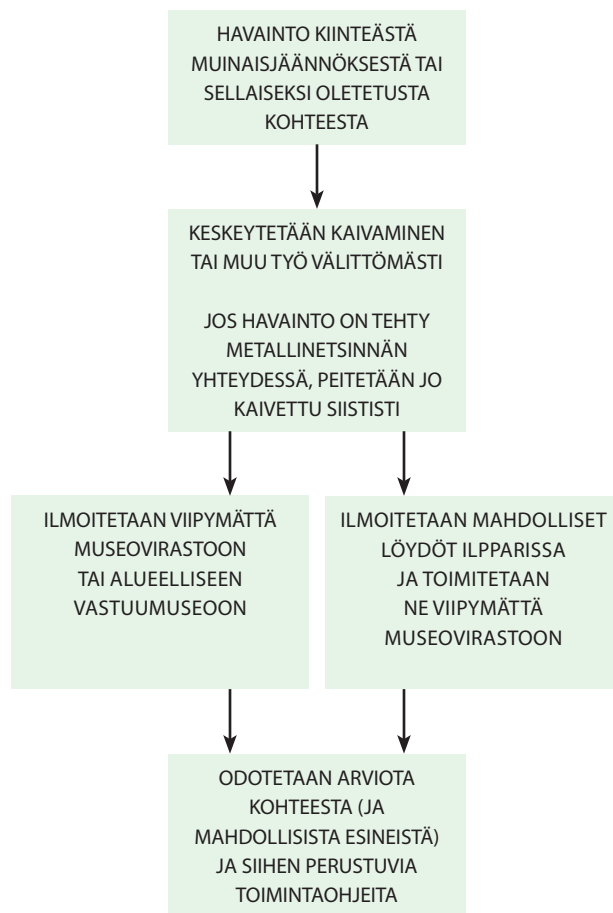 HAVAINTO KIINTEÄSTÄ
MUINAISJÄÄNNÖKSESTÄ TAI
SELLAISEKSI OLETETUSTA
KOHTEESTA
KESKEYTETÄÄN KAIVAMINEN
TAI MUU TYÖ VÄLITTÖMÄSTI
JOS HAVAINTO ON TEHTY
METALLINETSINNÄN
YHTEYDESSÄ, PEITETÄÄN JO
KAIVETTU SIISTISTI
ILMOITETAAN VIIPYMÄTTÄ
MUSEOVIRASTOON
TAI ALUEELLISEEN
VASTUUMUSEOON
ILMOITETAAN MAHDOLLISET
LÖYDÖT ILPPARISSA
JA TOIMITETAAN
NE VIIPYMÄTTÄ
MUSEOVIRASTOON
ODOTETAAN ARVIOTA
KOHTEESTA (JA
MAHDOLLISISTA ESINEISTÄ)
JA SIIHEN PERUSTUVIA
TOIMINTAOHJEITA